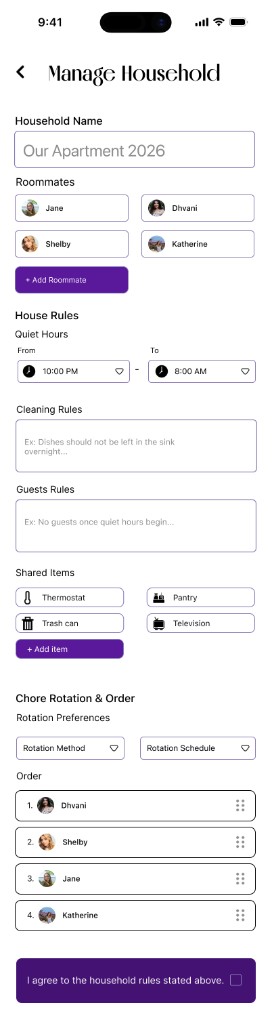 9:41
Manage Household
Household Name
Our Apartment 2026
Roommates
Jane
Dhvani
Shelby
Katherine
+ Add Roommate
House Rules
Quiet Hours
From
To
10:00 PM
-
8:00 AM
Cleaning Rules
Ex: Dishes should not be left in the sink
overnight...
Guests Rules
Ex: No guests once quiet hours begin...
Shared Items
Thermostat
Pantry
Trash can
Television
+ Add item
Chore Rotation & Order
Rotation Preferences
Rotation Method
Rotation Schedule
Order
1. Dhvani
2. Shelby
3. Jane
4. Katherine
I agree to the household rules stated above.